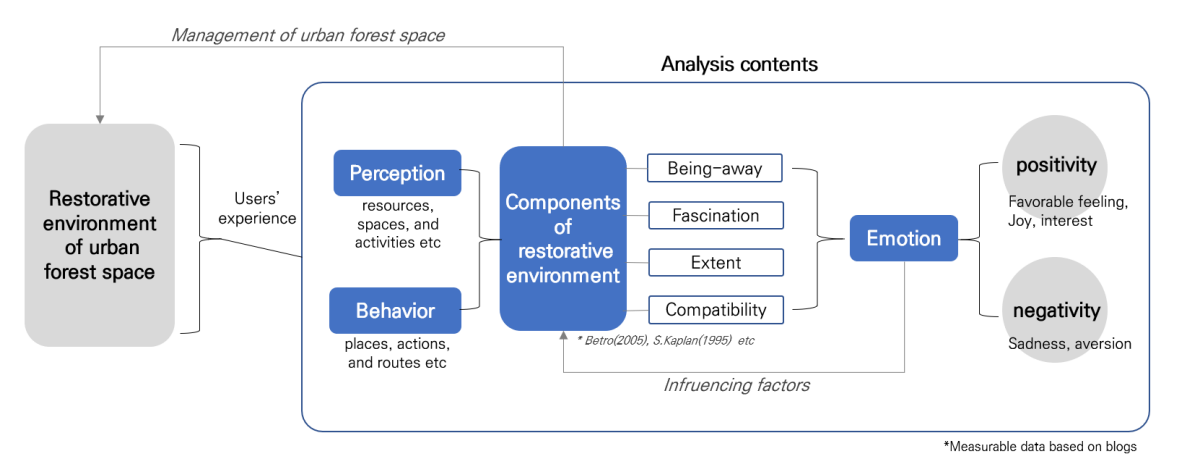 Management of urban forest space
Analysis contents
Restorative
environment
of urban
forest space
Users’
experience
Perception
resources,
spaces, and
activities etc
Behavior
places, actions,
and routes etc
Components
of
restorative
environment
Being-away
Fascination
Extent
Compatibility
* Betro(2005), S.Kaplan(1995) etc
Emotion
positivity
Favorable feeling,
Joy, interest
negativity
Sadness, aversion
Infruencing factors
*Measurable data based on blogs